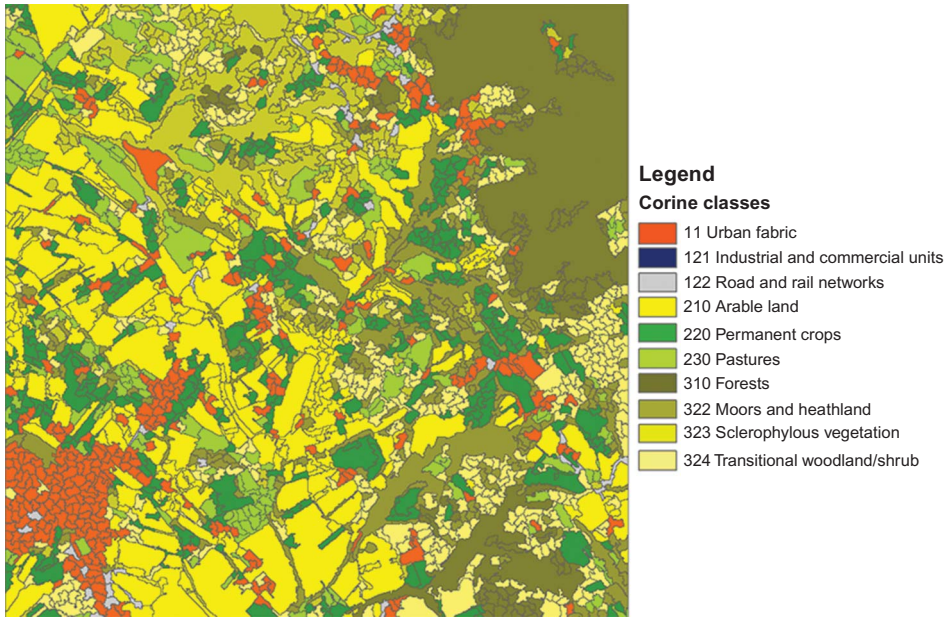 Legend
Corine classes
11 Urban fabric
121 Industrial and commercial units
122 Road and rail networks
210 Arable land
220 Permanent crops
230 Pastures
310 Forests
322 Moors and heathland
323 Sclerophylous vegetation
324 Transitional woodland/shrub